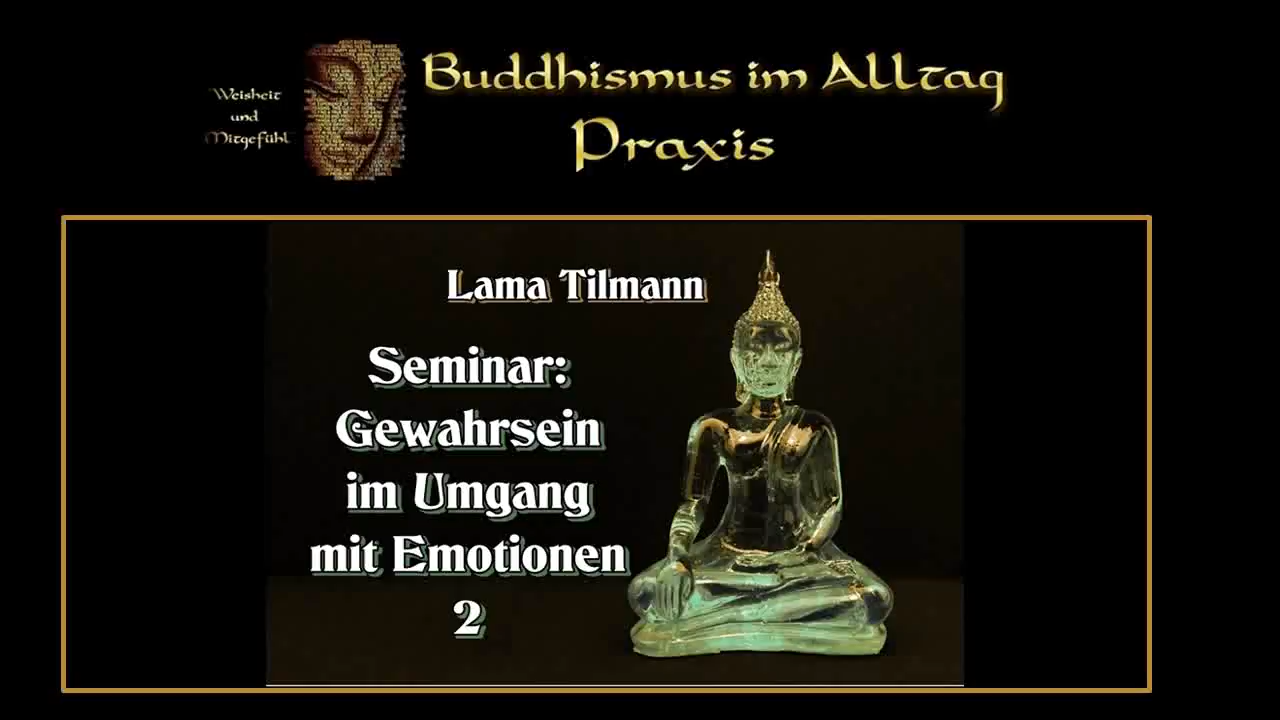 Weisheit
und
Mitgefühl
Buddhismus im Alltag
Praxis
Lama Tilmann
Seminar:
Gewahrsein
im Umgang
mit Emotionen
2